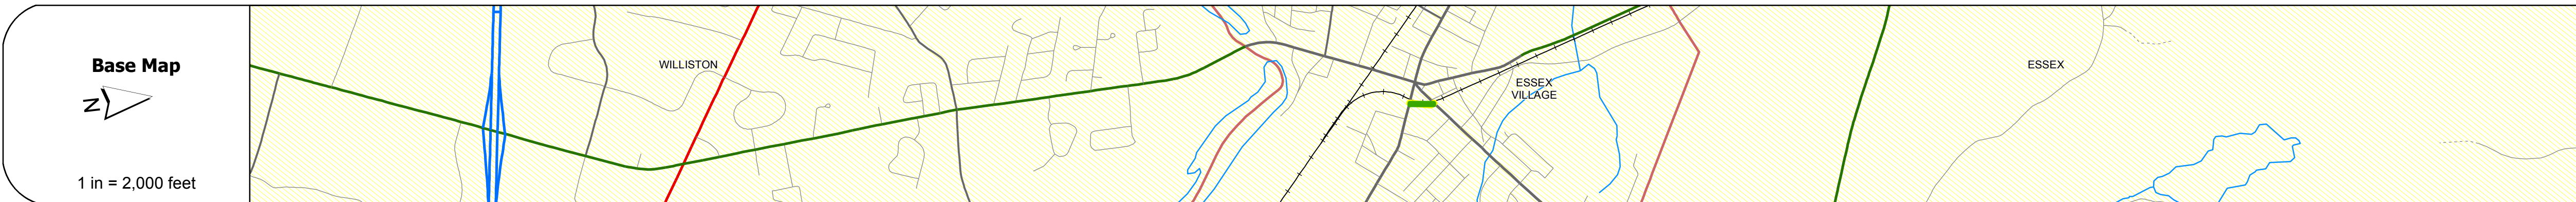 Base Map
N
1 in = 2,000 feet
WILLISTON
ESSEX
VILLAGE
ESSEX